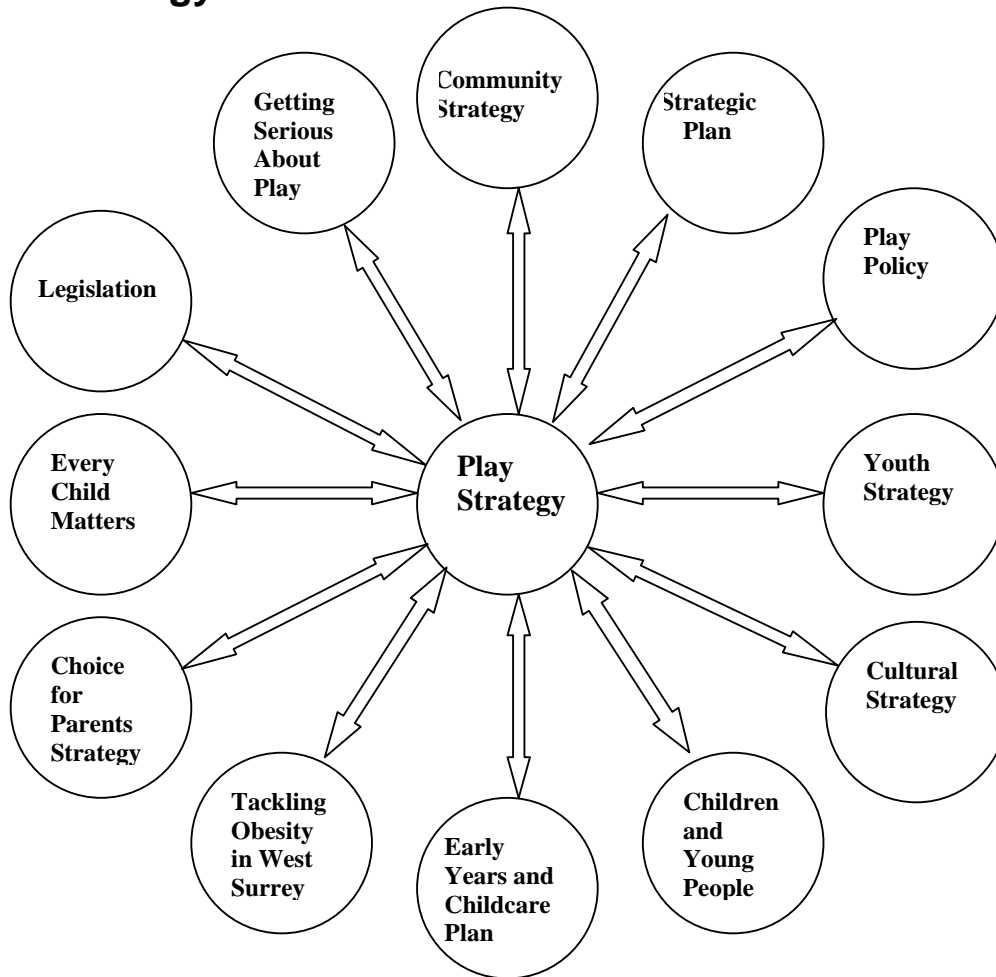 gy
Community
Strategy
Getting
Serious
About
Play
Strategic
Plan
Play
Policy
Legislation
Every
Child
Matters
Play
Strategy
Youth
Strategy
Choice
for
Parents
Strategy
Cultural
Strategy
Tackling
Obesity
in West
Surrey
Early
Years and
Childcare
Plan
Children
and
Young
People